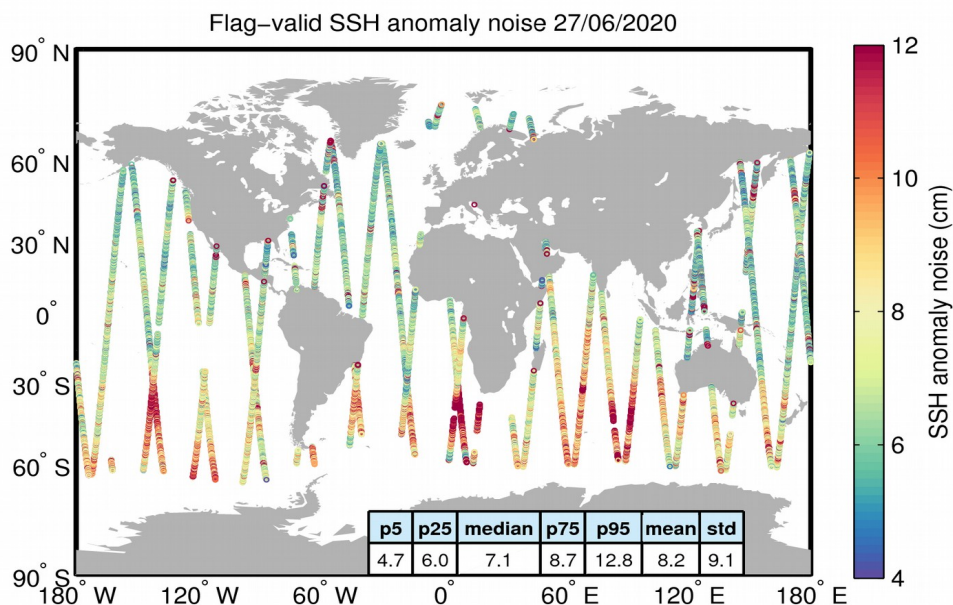 Flag−valid SSH anomaly noise 27/06/2020
90° N
60° N
30° N
0°
30° S
60° S
90° S
180° W
120° W
60° W
0°
60° E
120° E
180° E
12
10
8
6
4
SSH anomaly noise (cm)
p5 p25 median p75 p95 mean std
4.7 6.0 7.1 8.7 12.8 8.2 9.1